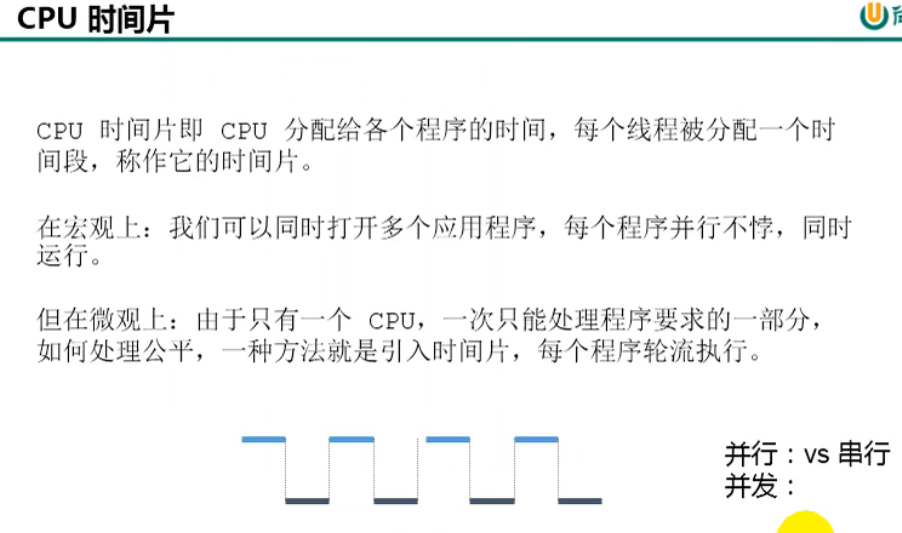 CPU 时间片
CPU 时间片即 CPU 分配给各个程序的时间，每个线程被分配一个时
间段，称作它的时间片。
在宏观上：我们可以同时打开多个应用程序，每个程序并行不悖，同时
运行。
但在微观上：由于只有一个 CPU，一次只能处理程序要求的一部分，
如何处理公平，一种方法就是引入时间片，每个程序轮流执行。
并行：vs 串行
并发：